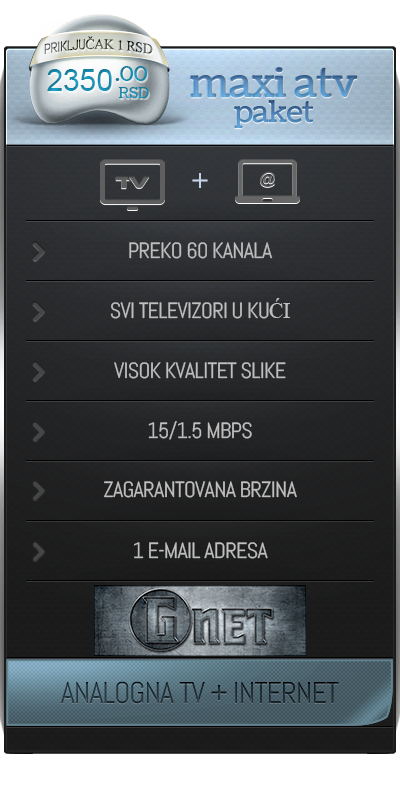 PRIKLJUČAK 1 RSD
2350.00
RSD
maxi atv
paket
TV + @
PREKO 60 KANALA
SVI TELEVIZORI U KUĆI
VISOK KVALITET SLIKE
15/1.5 MBPS
ZAGARANTOVANA BRZINA
1 E-MAIL ADRESA
GNET
ANALOGNA TV + INTERNET